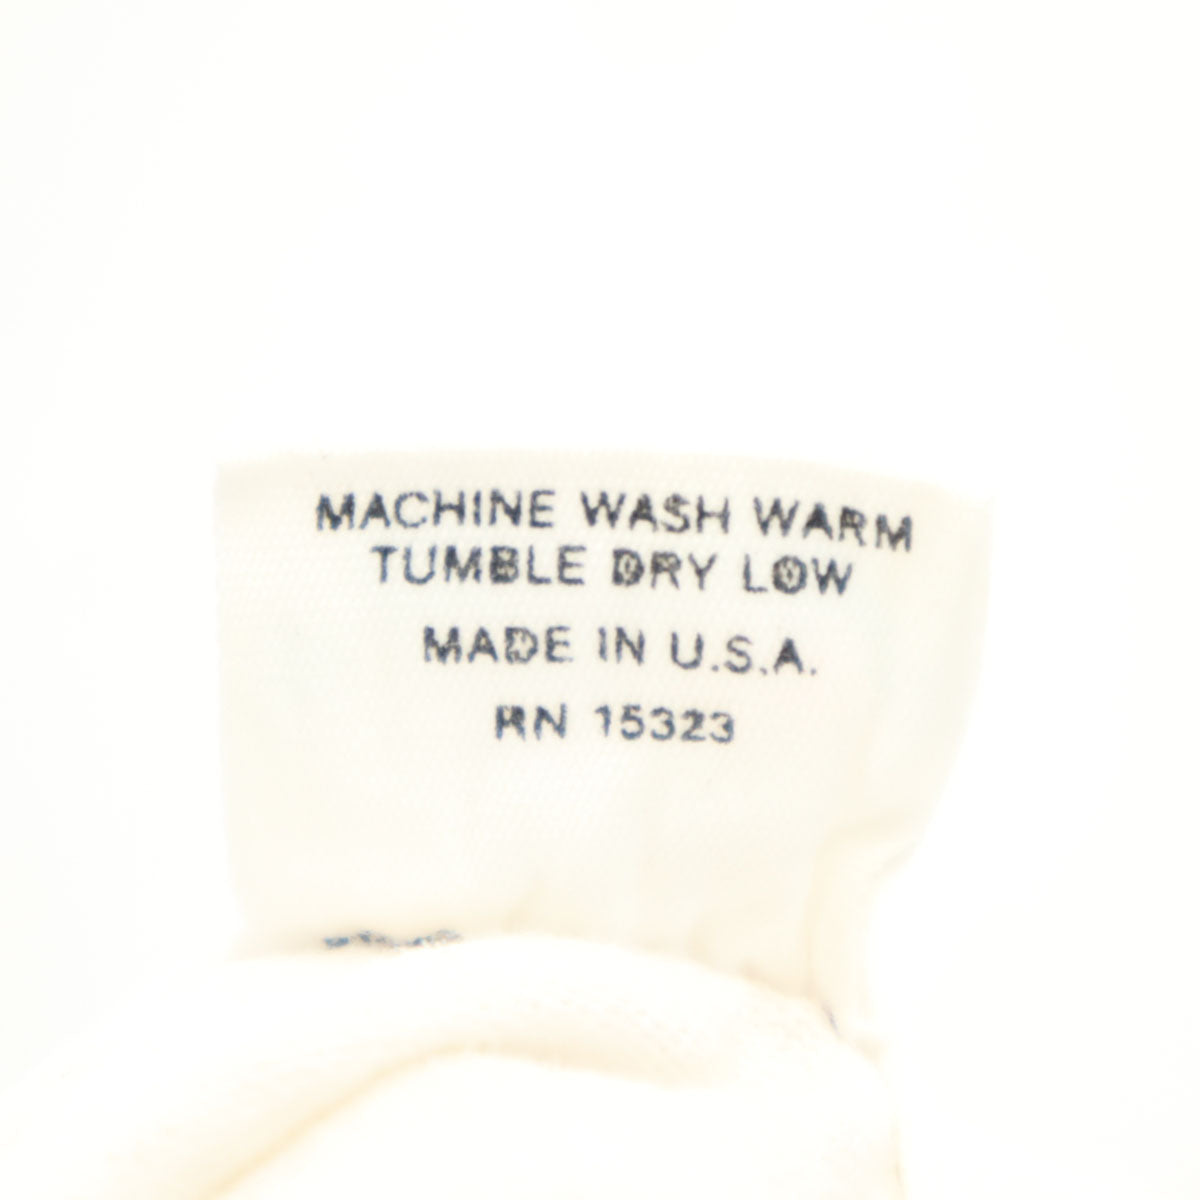 MACHINE WASH WARM
TUMBLE DRY LOW
MADE IN U.S.A.
RN 15323